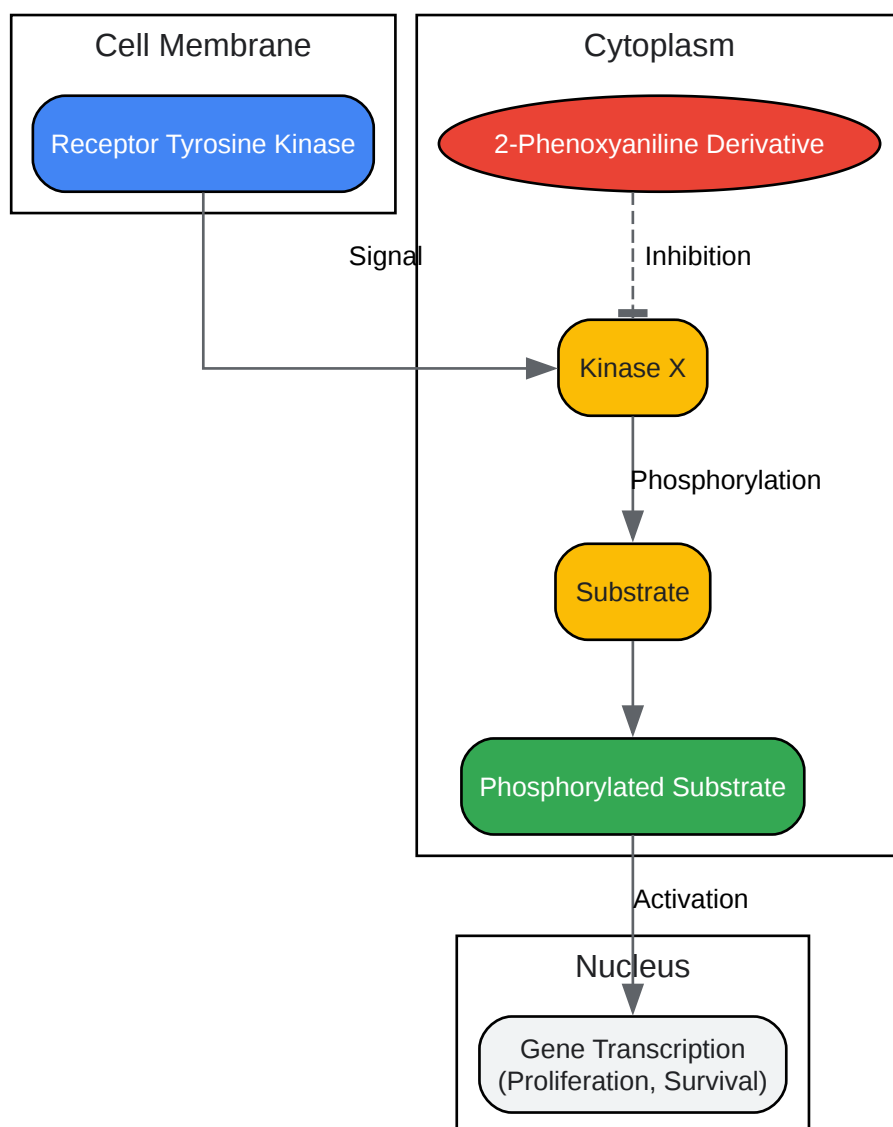 Cell Membrane
Cytoplasm
Receptor Tyrosine Kinase
2-Phenoxyaniline Derivative
Signal
Inhibition
Kinase X
Phosphorylation
Substrate
Phosphorylated Substrate
Activation
Nucleus
Gene Transcription
(Proliferation, Survival)